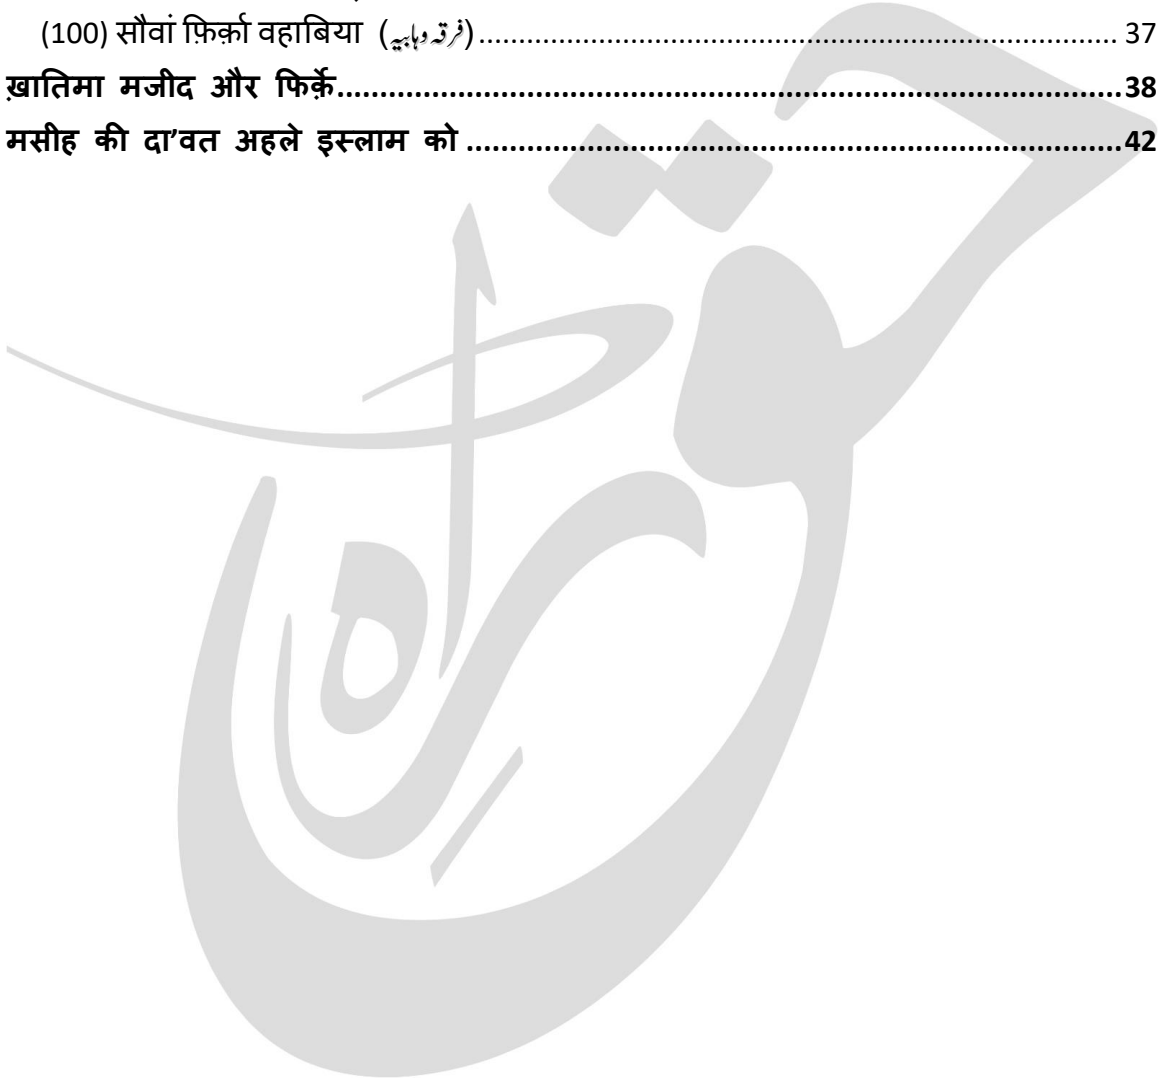 (100) सौवां फ़िर्क़ा वहाबिया (فرقہ وہابیہ) ........................................................................................................ 37
ख़ातिमा मजीद और फिर्क़े..........................................................................................38
मसीह की दा’वत अहले इस्लाम को ...........................................................................42